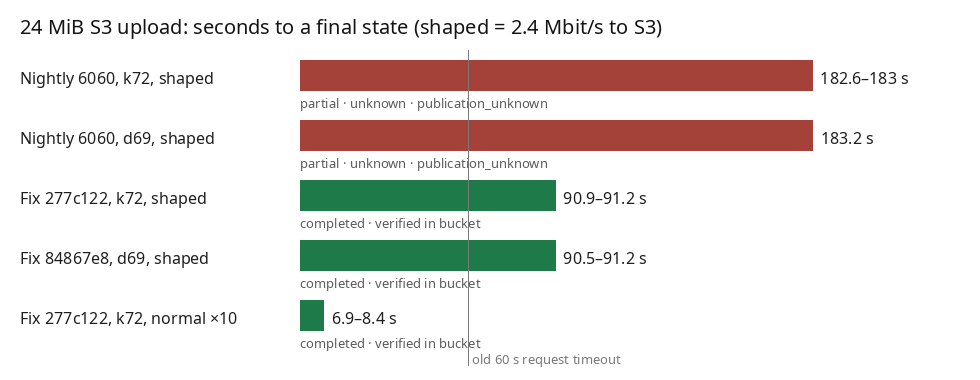 24 MiB S3 upload: seconds to a final state (shaped = 2.4 Mbit/s to S3)
Nightly 6060, k72, shaped
182.6–183 s
partial · unknown · publication_unknown
Nightly 6060, d69, shaped
183.2 s
partial · unknown · publication_unknown
Fix 277c122, k72, shaped
90.9–91.2 s
completed · verified in bucket
Fix 84867e8, d69, shaped
90.5–91.2 s
completed · verified in bucket
Fix 277c122, k72, normal ×10
6.9–8.4 s
completed · verified in bucket
old 60 s request timeout